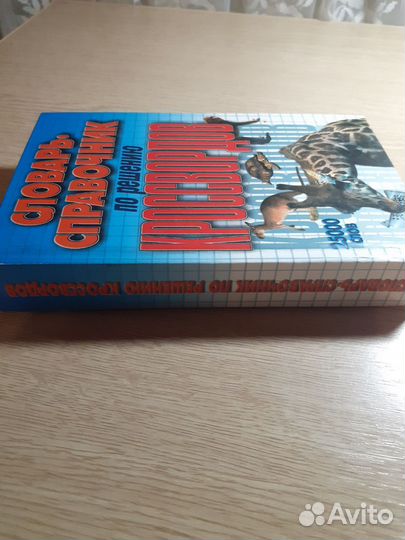 СЛОВАРЬ-
СПРАВОЧНИК
ПО РЕШЕНИЮ
КРОССВОРДОВ
25000
слов
СЛОВАРЬ-СПРАВОЧНИК ПО РЕШЕНИЮ КРОССВОРДОВ
Avito